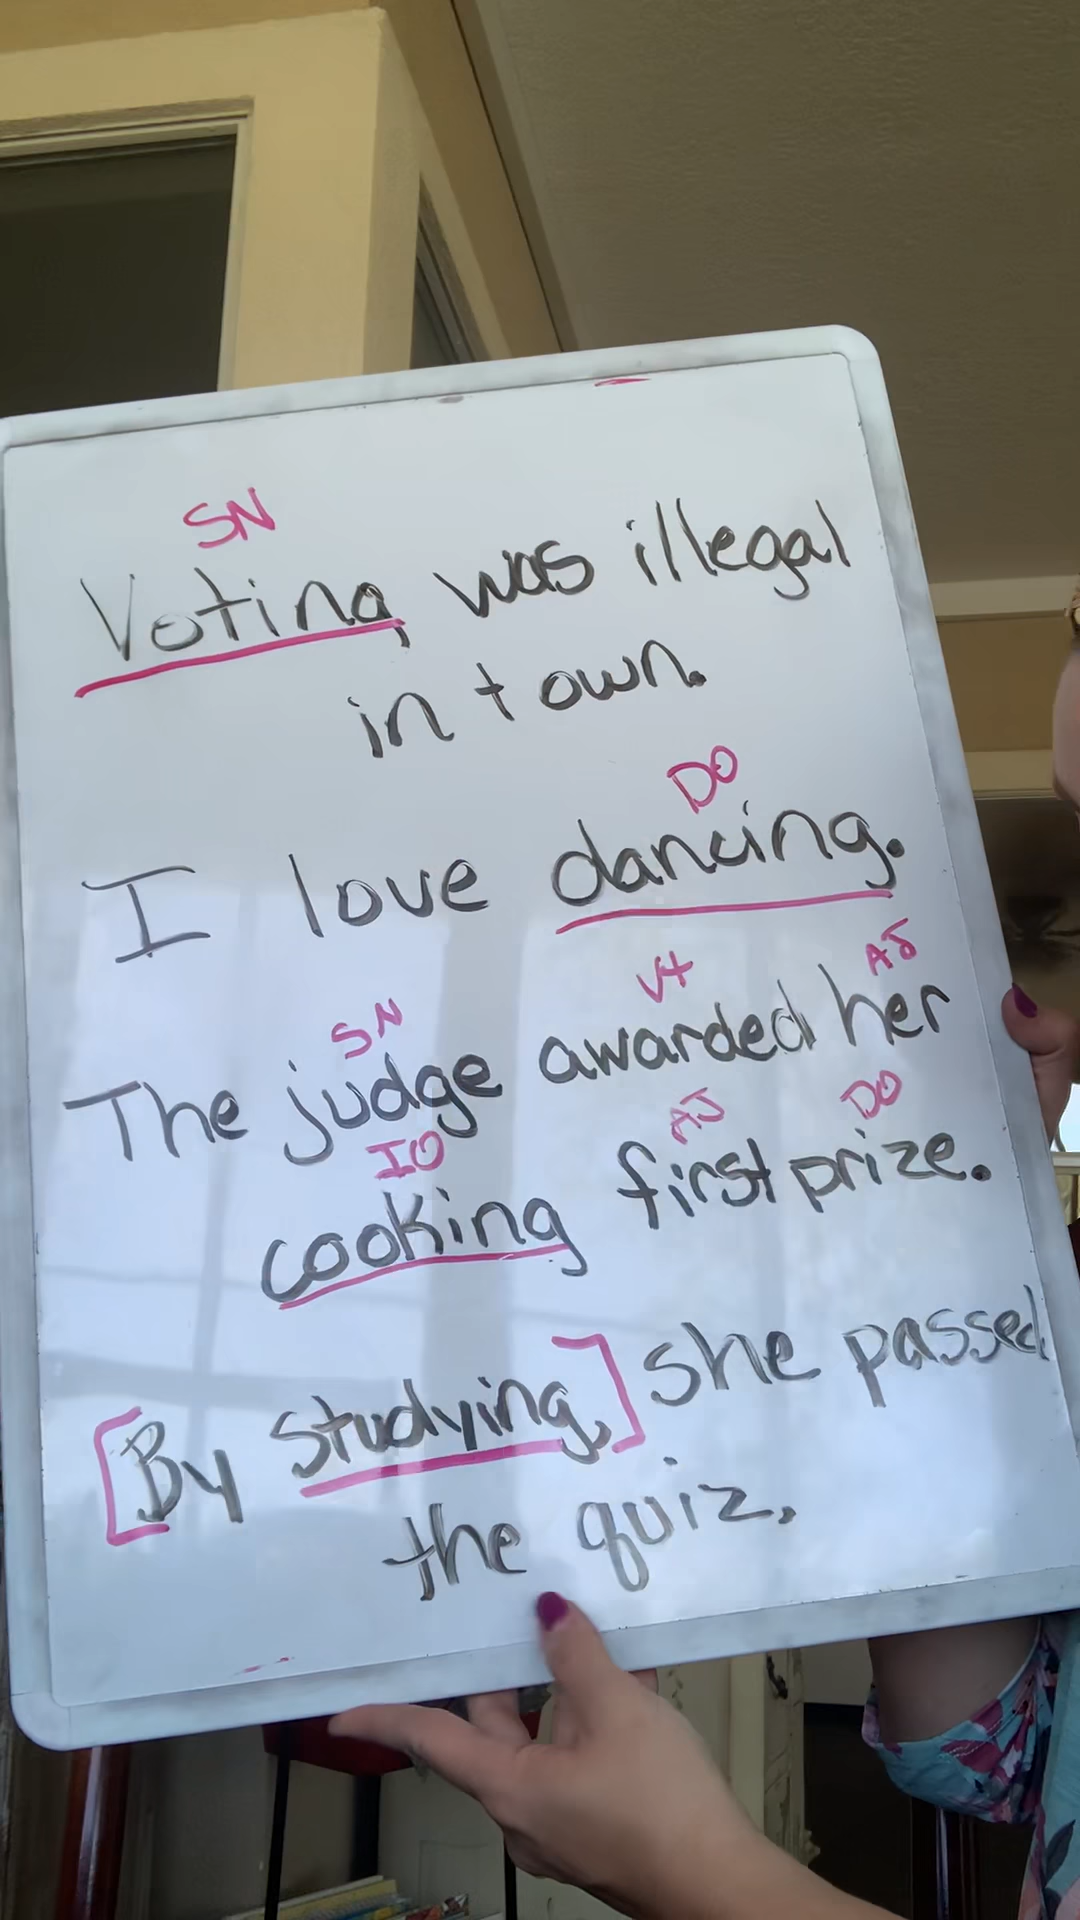 SN
Voting was illegal
in town.
DO
I love dancing.
SN Vt AJ
The judge awarded her
IO AJ DO
cooking first prize.
[By studying,] she passed
the quiz.